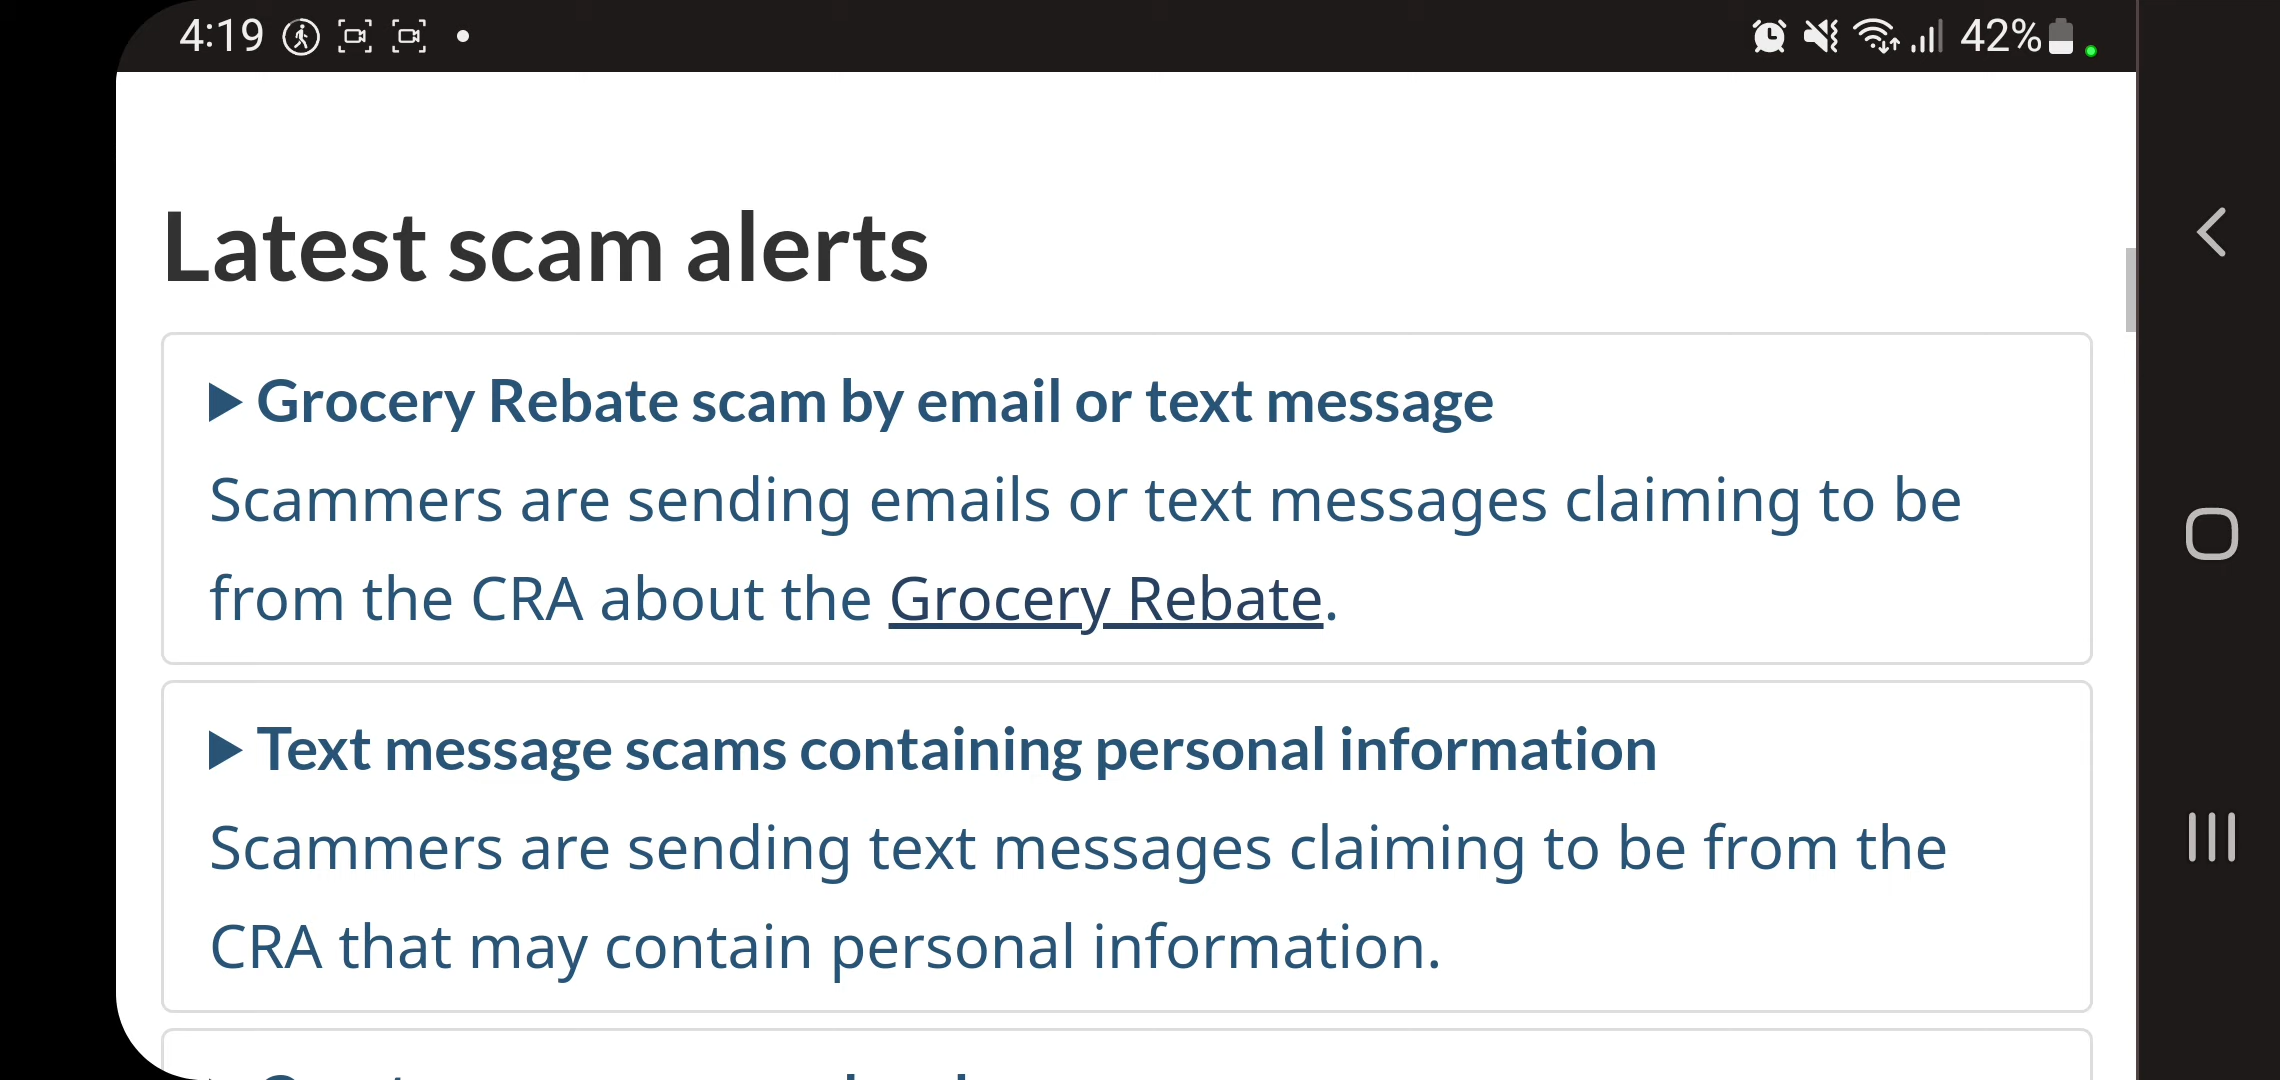 4:19 42%
Latest scam alerts
Grocery Rebate scam by email or text message
Scammers are sending emails or text messages claiming to be
from the CRA about the Grocery Rebate.
Text message scams containing personal information
Scammers are sending text messages claiming to be from the
CRA that may contain personal information.